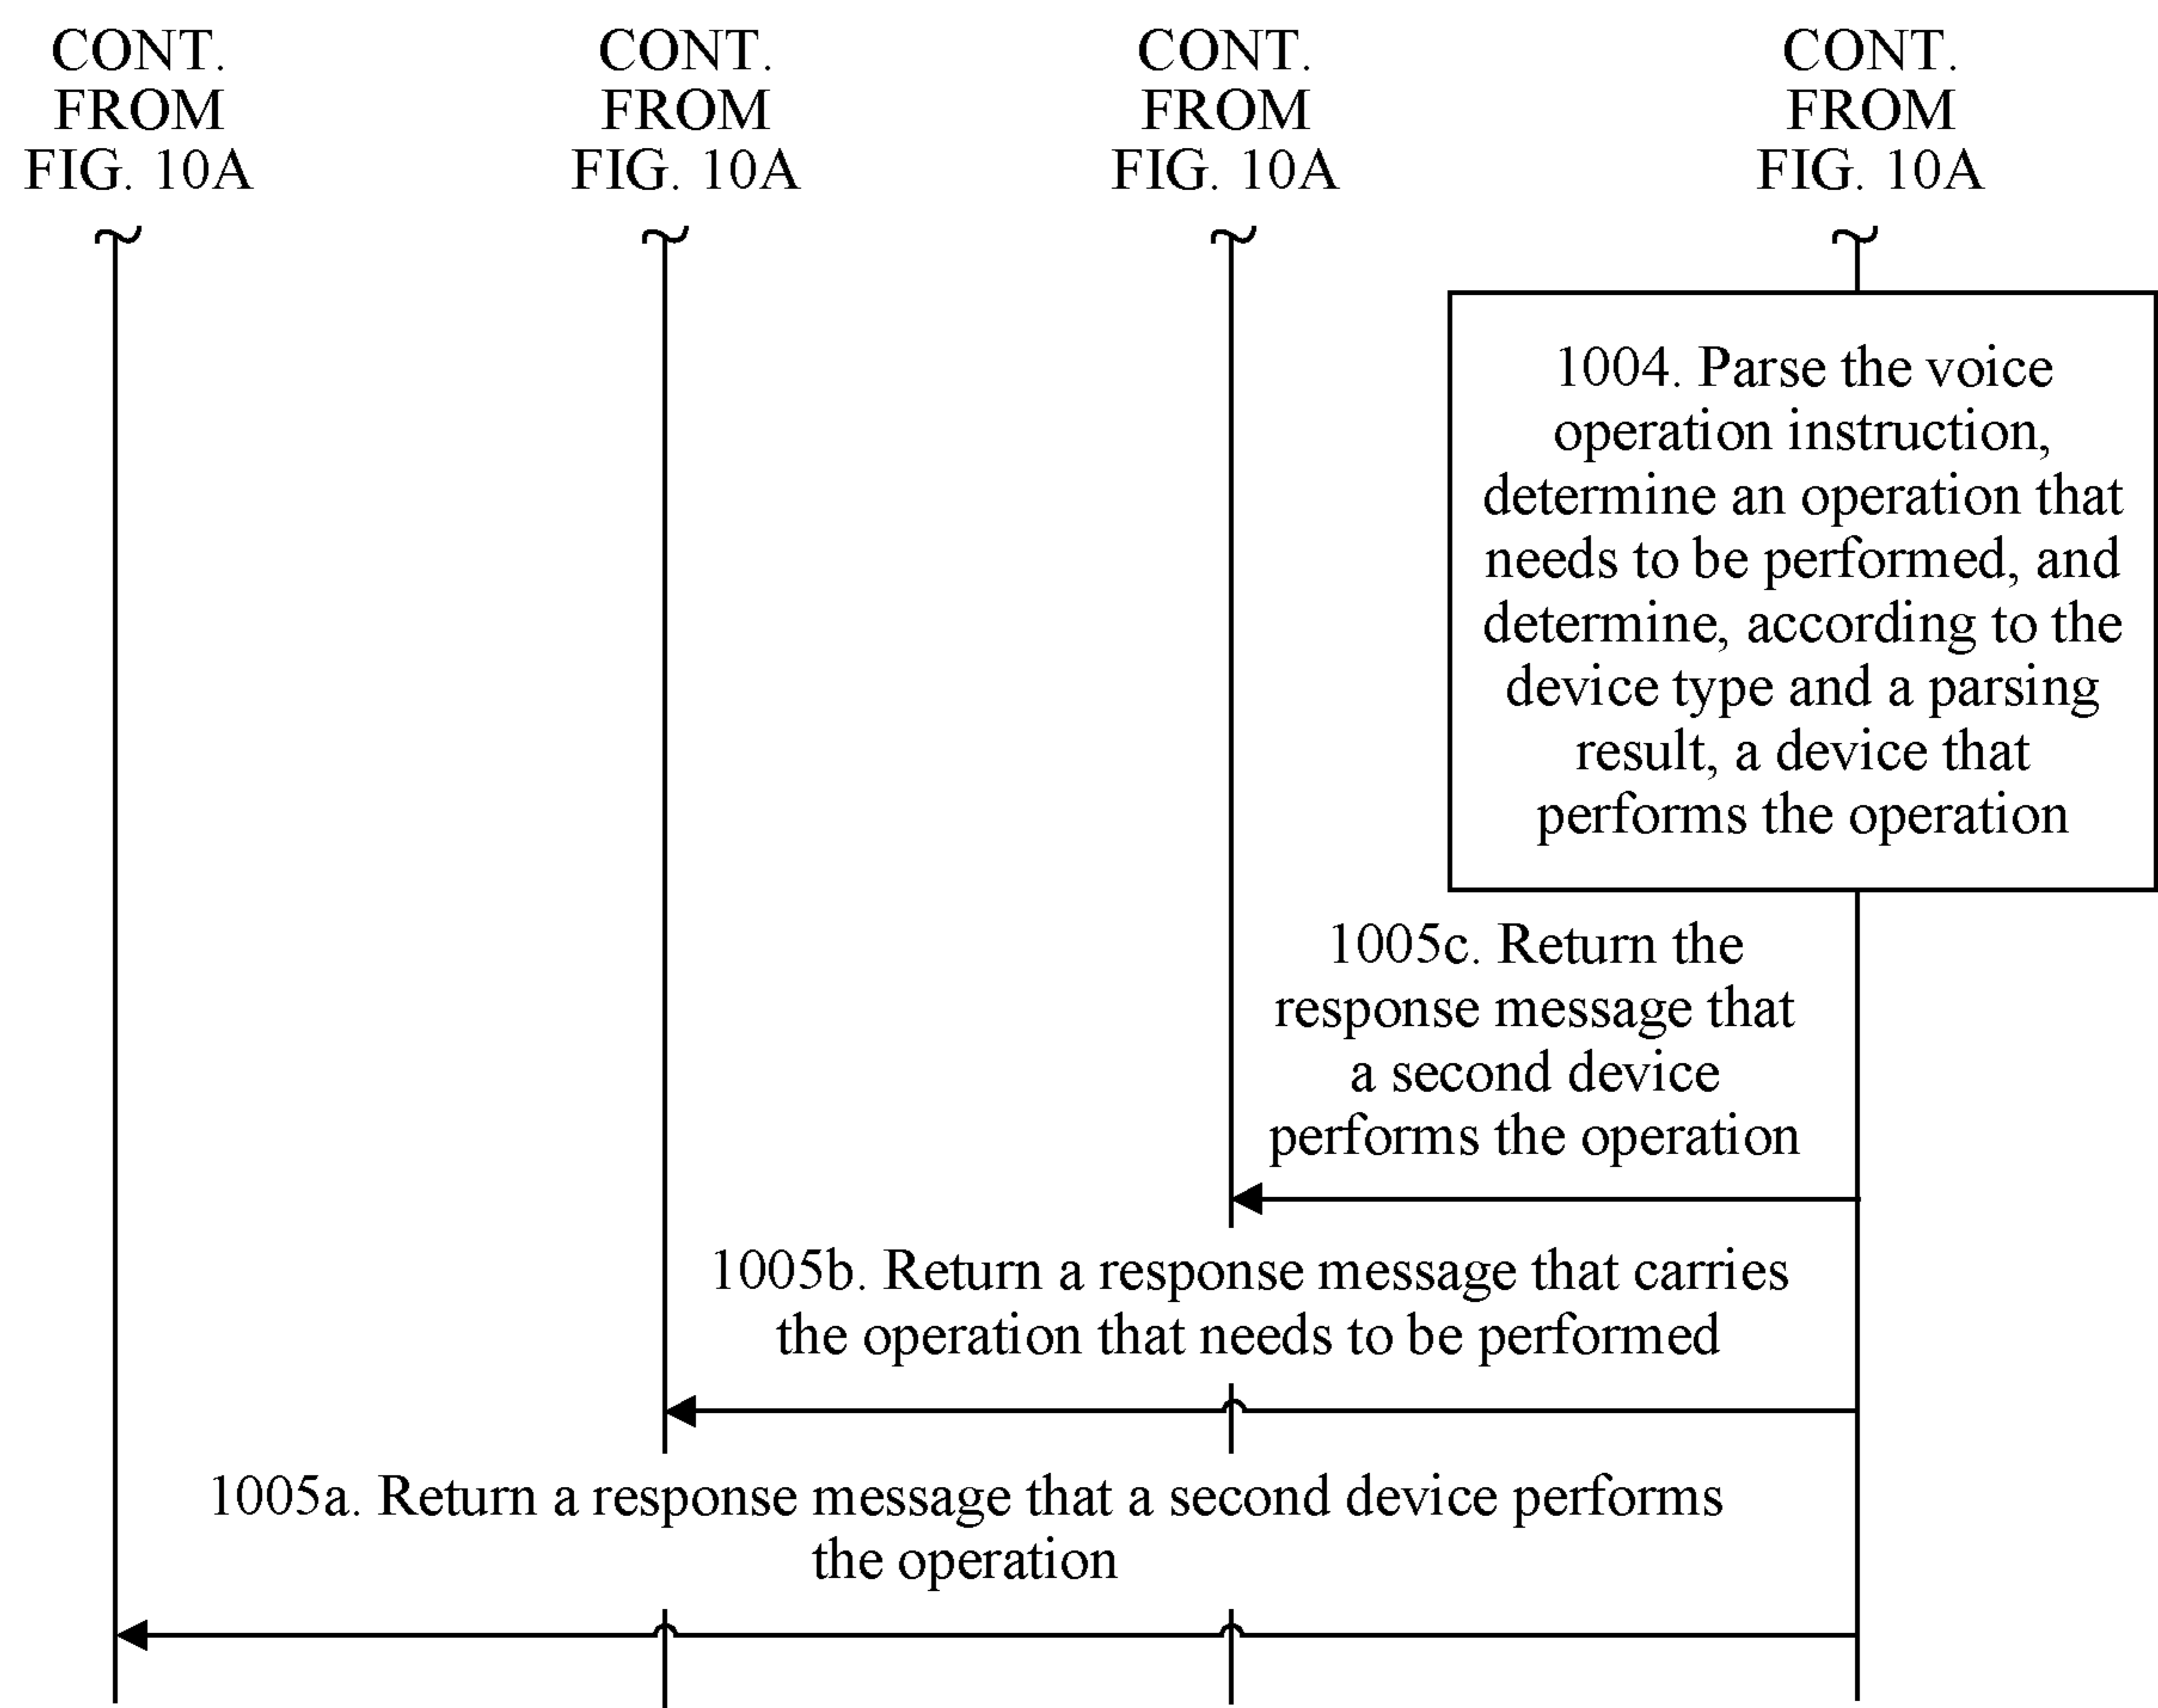 CONT.
FROM
FIG. 10A
CONT.
FROM
FIG. 10A
CONT.
FROM
FIG. 10A
CONT.
FROM
FIG. 10A
1004. Parse the voice
operation instruction,
determine an operation that
needs to be performed, and
determine, according to the
device type and a parsing
result, a device that
performs the operation
1005c. Return the
response message that
a second device
performs the operation
1005b. Return a response message that carries
the operation that needs to be performed
1005a. Return a response message that a second device performs
the operation